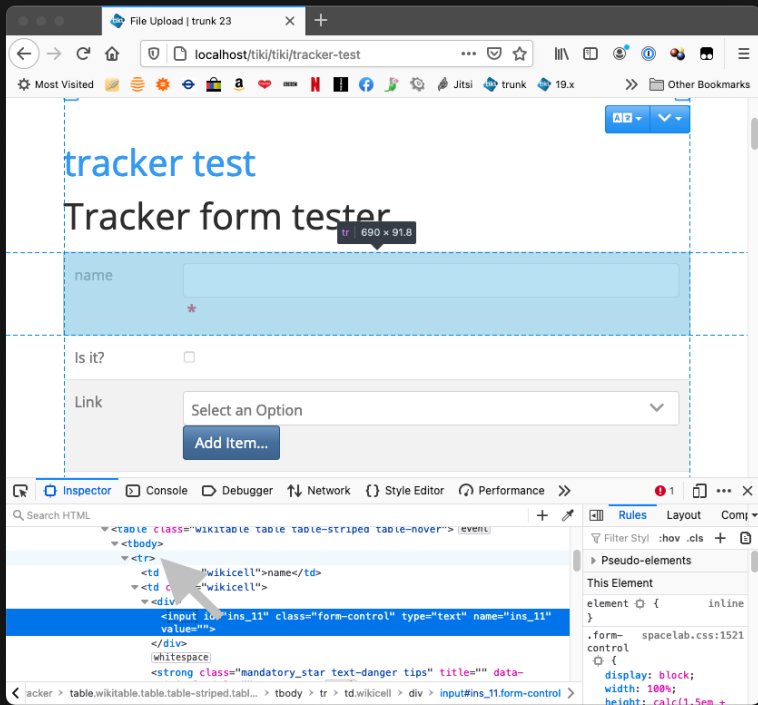 File Upload | trunk 23
localhost/tiki/tiki/tracker-test
Most Visited
Jitsi
trunk
19.x
Other Bookmarks
tracker test
Tracker form tester
tr | 690 × 91.8
name
*
Is it?
Link
Select an Option
Add Item...
Inspector Console Debugger Network Style Editor Performance 1
Search HTML
Rules Layout Comp
<table class="wikitable table table-striped table-hover"> event
<tbody>
<tr>
<td "wikicell">name</td>
<td c "wikicell">
<div
<input id "ins_11" class="form-control" type="text" name="ins_11"
value="">
</div>
whitespace
<strong class="mandatory_star text-danger tips" title="" data-
Filter Styl :hov .cls
Pseudo-elements
This Element
element { inline
}
.form- spacelab.css:1521
control
{
display: block;
width: 100%;
height: calc(1.5em +
acker > table.wikitable.table.table-striped.tabl... > tbody > tr > td.wikicell > div > input#ins_11.form-control